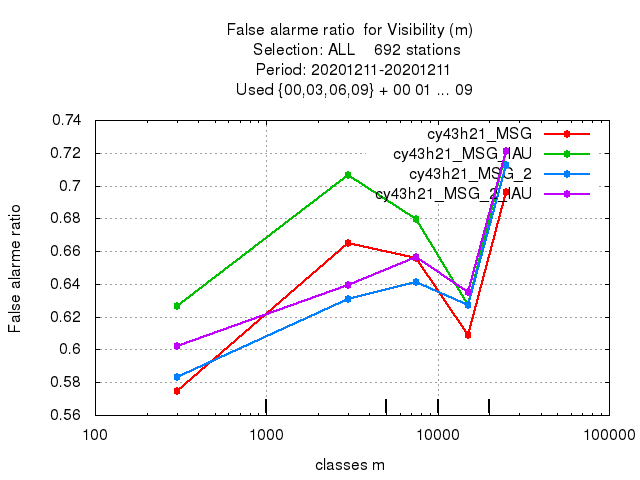 False alarme ratio  for Visibility (m)
Selection: ALL    692 stations
Period: 20201211-20201211
Used {00,03,06,09} + 00 01 ... 09
0.74
0.72
0.7
0.68
0.66
0.64
0.62
0.6
0.58
0.56
False alarme ratio
cy43h21_MSG
cy43h21_MSG_IAU
cy43h21_MSG_2
cy43h21_MSG_2_IAU
100
1000
10000
100000
classes m